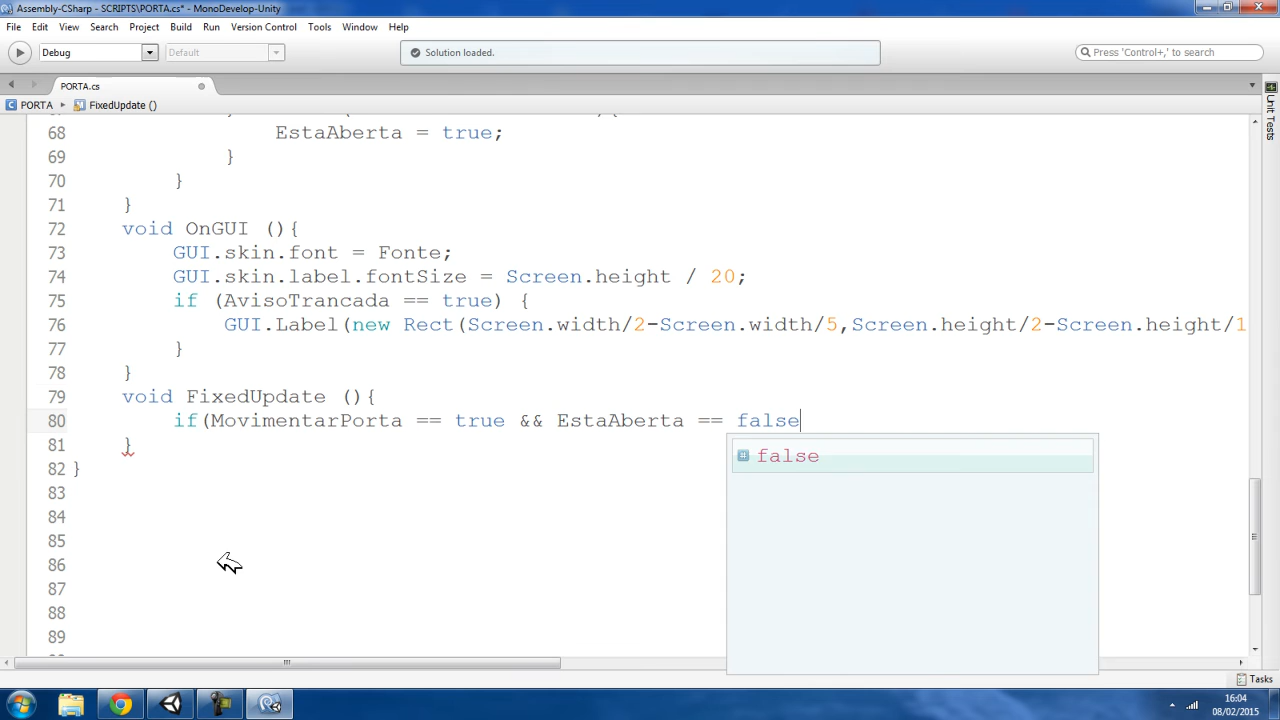 Assembly-CSharp - SCRIPTS\PORTA.cs* - MonoDevelop-Unity
File Edit View Search Project Build Run Version Control Tools Window Help
Debug Default Solution loaded. Press 'Control+,' to search
PORTA.cs
PORTA FixedUpdate ()
68 EstaAberta = true;
69 }
70 }
71 }
72 void OnGUI (){
73 GUI.skin.font = Fonte;
74 GUI.skin.label.fontSize = Screen.height / 20;
75 if (AvisoTrancada == true) {
76 GUI.Label(new Rect(Screen.width/2-Screen.width/5,Screen.height/2-Screen.height/1
77 }
78 }
79 void FixedUpdate (){
80 if(MovimentarPorta == true && EstaAberta == false
81 }
82 }
83
84
85
86
87
88
89
false
Unit Tests
Tasks
16:04
08/02/2015